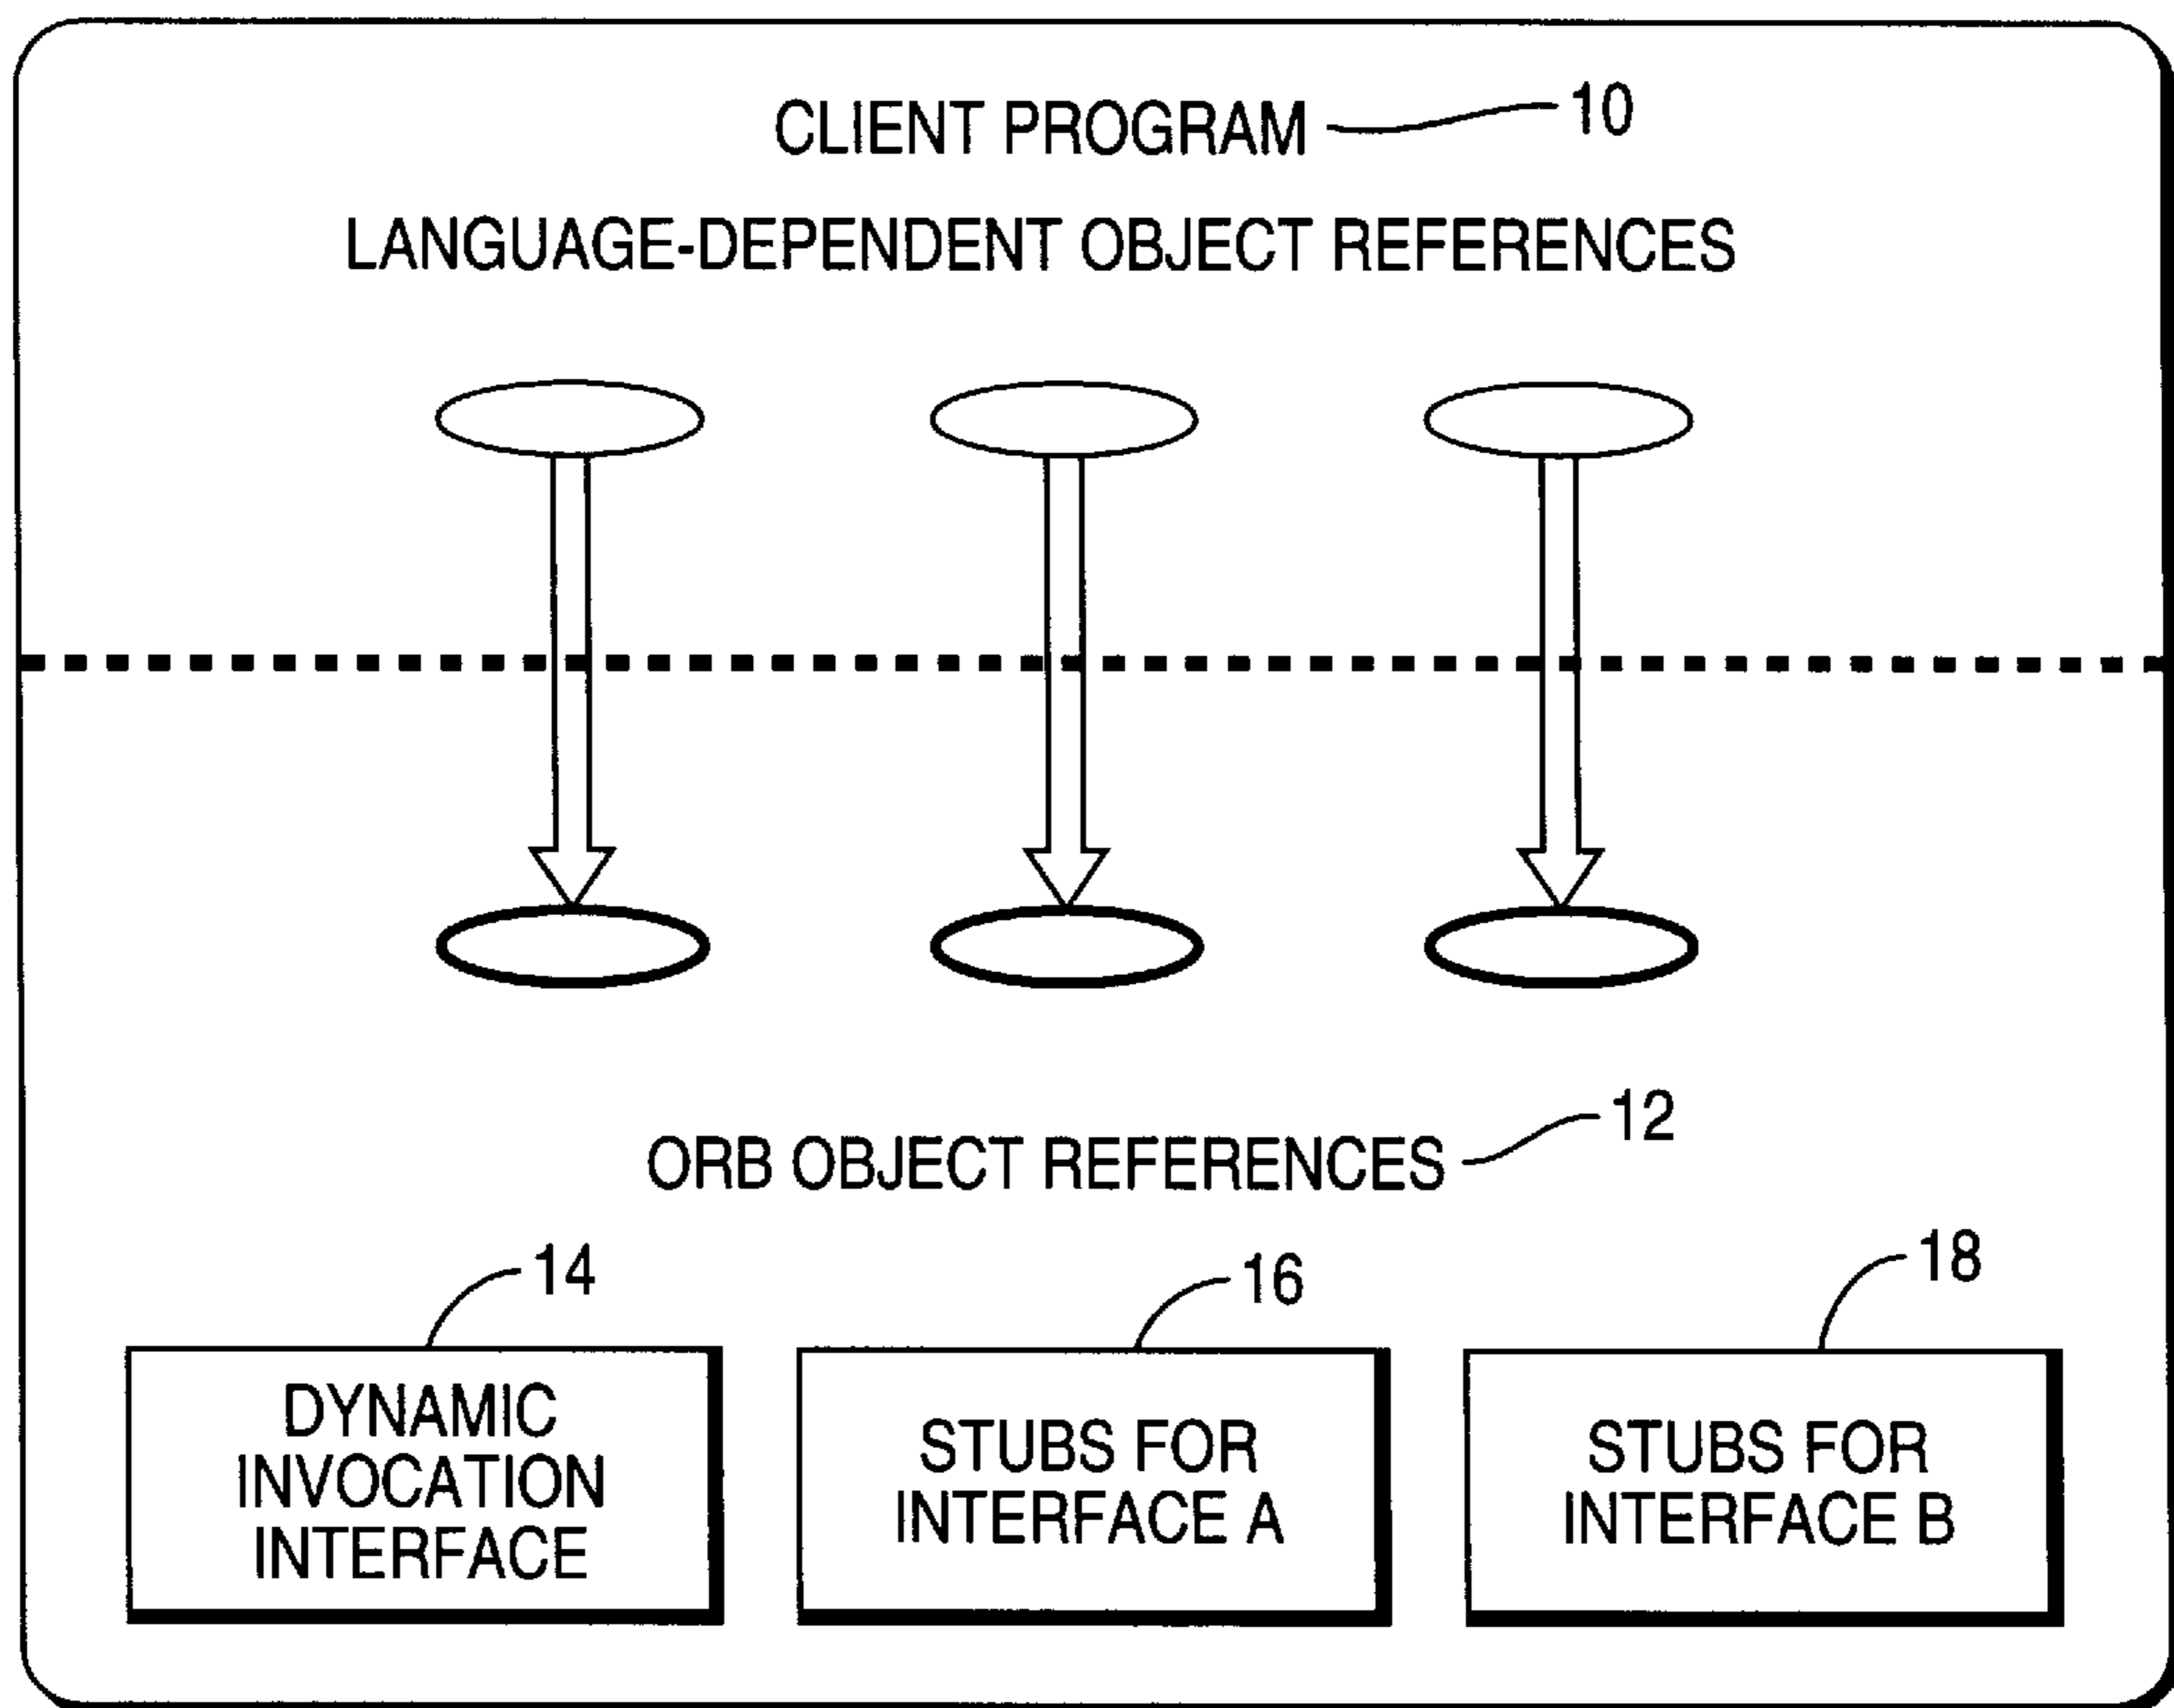 CLIENT PROGRAM 10
LANGUAGE-DEPENDENT OBJECT REFERENCES
ORB OBJECT REFERENCES 12
14
DYNAMIC
INVOCATION
INTERFACE
16
STUBS FOR
INTERFACE A
18
STUBS FOR
INTERFACE B